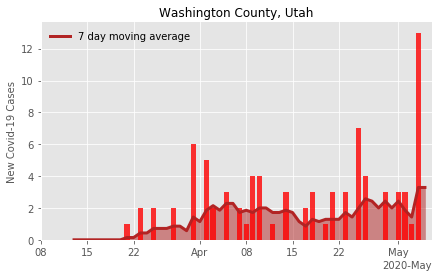 Washington County, Utah
7 day moving average
New Covid-19 Cases
12
10
8
6
4
2
0
08 15 22 Apr 08 15 22 May
2020-May